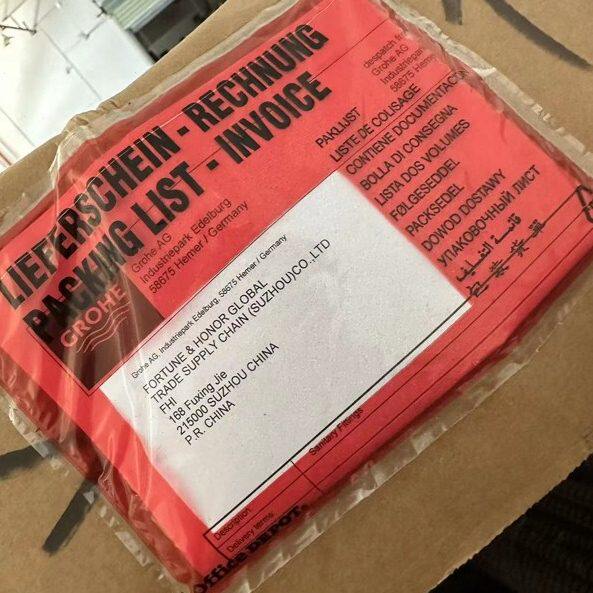 LIEFERSCHEIN - RECHNUNG
PACKING LIST - INVOICE
GROHE
Grohe AG
Industriepark Edelburg
58675 Hemer / Germany
despatch from
Grohe AG
Industriepark
58675 Hemer
PAKLIJST
LISTE DE COLISAGE
CONTIENE DOCUMENTACION
BOLLA DI CONSEGNA
LISTA DOS VOLUMES
FØLGESEDDEL
PACKSEDEL
DOWOD DOSTAWY
УПАКОВОЧНЫЙ ЛИСТ
قائمة التغليف
Grohe AG, Industriepark Edelburg, 58675 Hemer / Germany
FORTUNE & HONOR GLOBAL
TRADE SUPPLY CHAIN (SUZHOU)CO.,LTD
FHI
168 Fuxing Jie
215000 SUZHOU CHINA
P.R. CHINA
Description:
Sanitary Fittings
Delivery terms:
Office DEPOT